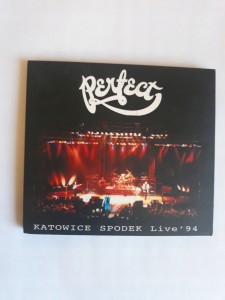 Perfect
KATOWICE SPODEK Live'94